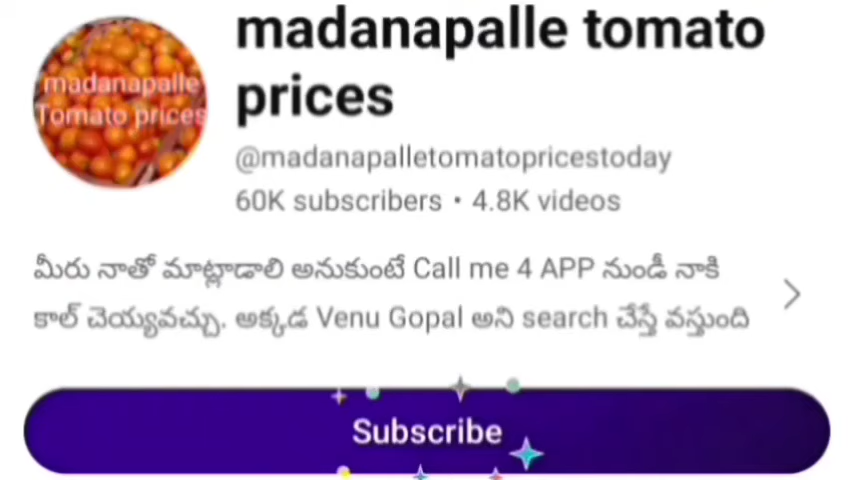 madanapalle tomato
prices
madanapalle
Tomato prices
@madanapalletomatopricestoday
60K subscribers • 4.8K videos
మీరు నాతో మాట్లాడాలి అనుకుంటే Call me 4 APP నుండీ నాకి
కాల్ చెయ్యవచ్చు. అక్కడ Venu Gopal అని search చేస్తే వస్తుంది
Subscribe